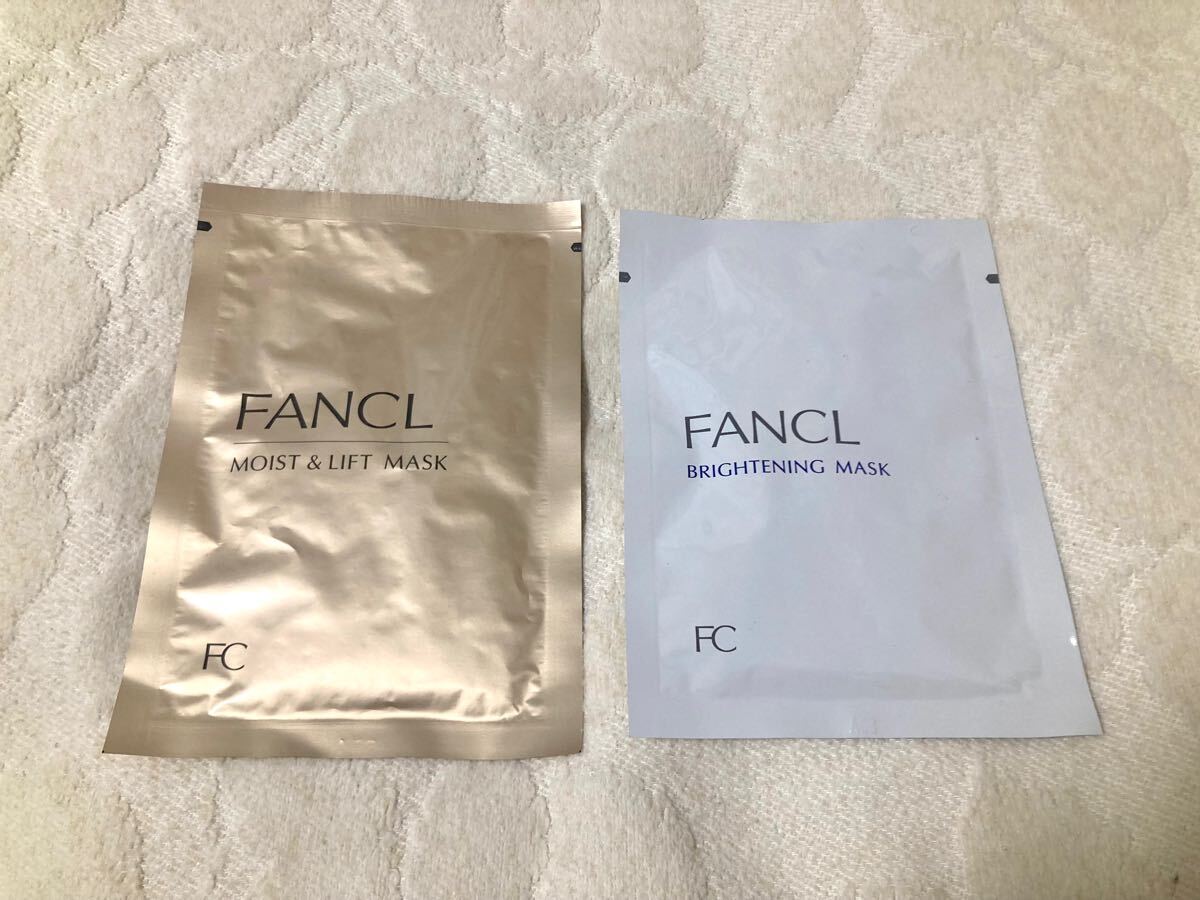 FANCL
MOIST & LIFT MASK
FC
FANCL
BRIGHTENING MASK
FC